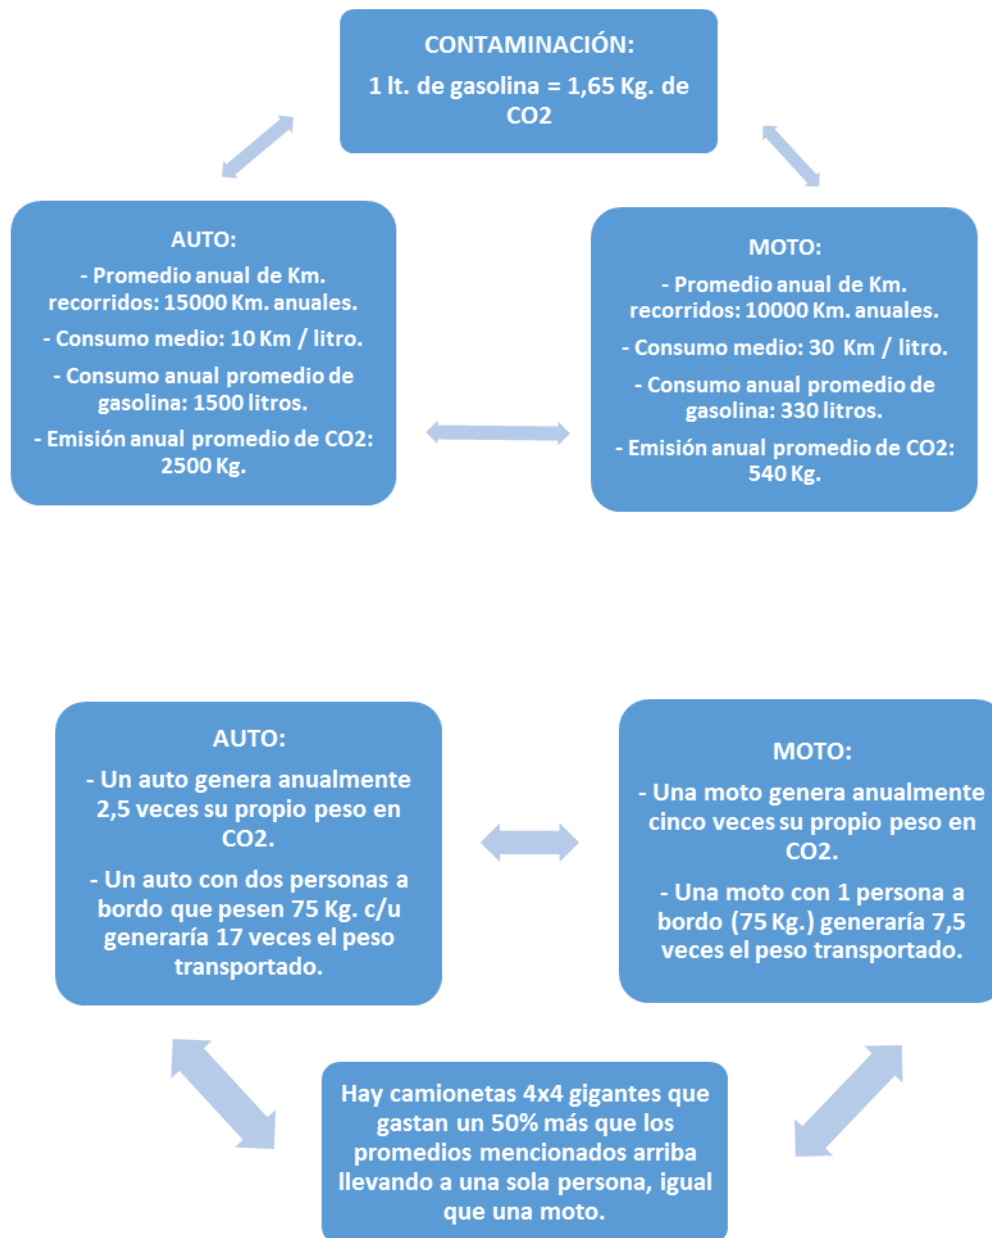 CONTAMINACIÓN:
1 lt. de gasolina = 1,65 Kg. de
CO2
AUTO:
- Promedio anual de Km.
recorridos: 15000 Km. anuales.
- Consumo medio: 10 Km / litro.
- Consumo anual promedio de
gasolina: 1500 litros.
- Emisión anual promedio de CO2:
2500 Kg.
MOTO:
- Promedio anual de Km.
recorridos: 10000 Km. anuales.
- Consumo medio: 30 Km / litro.
- Consumo anual promedio de
gasolina: 330 litros.
- Emisión anual promedio de CO2:
540 Kg.
AUTO:
- Un auto genera anualmente
2,5 veces su propio peso en
CO2.
- Un auto con dos personas a
bordo que pesen 75 Kg. c/u
generaría 17 veces el peso
transportado.
MOTO:
- Una moto genera anualmente
cinco veces su propio peso en
CO2.
- Una moto con 1 persona a
bordo (75 Kg.) generaría 7,5
veces el peso transportado.
Hay camionetas 4x4 gigantes que
gastan un 50% más que los
promedios mencionados arriba
llevando a una sola persona, igual
que una moto.